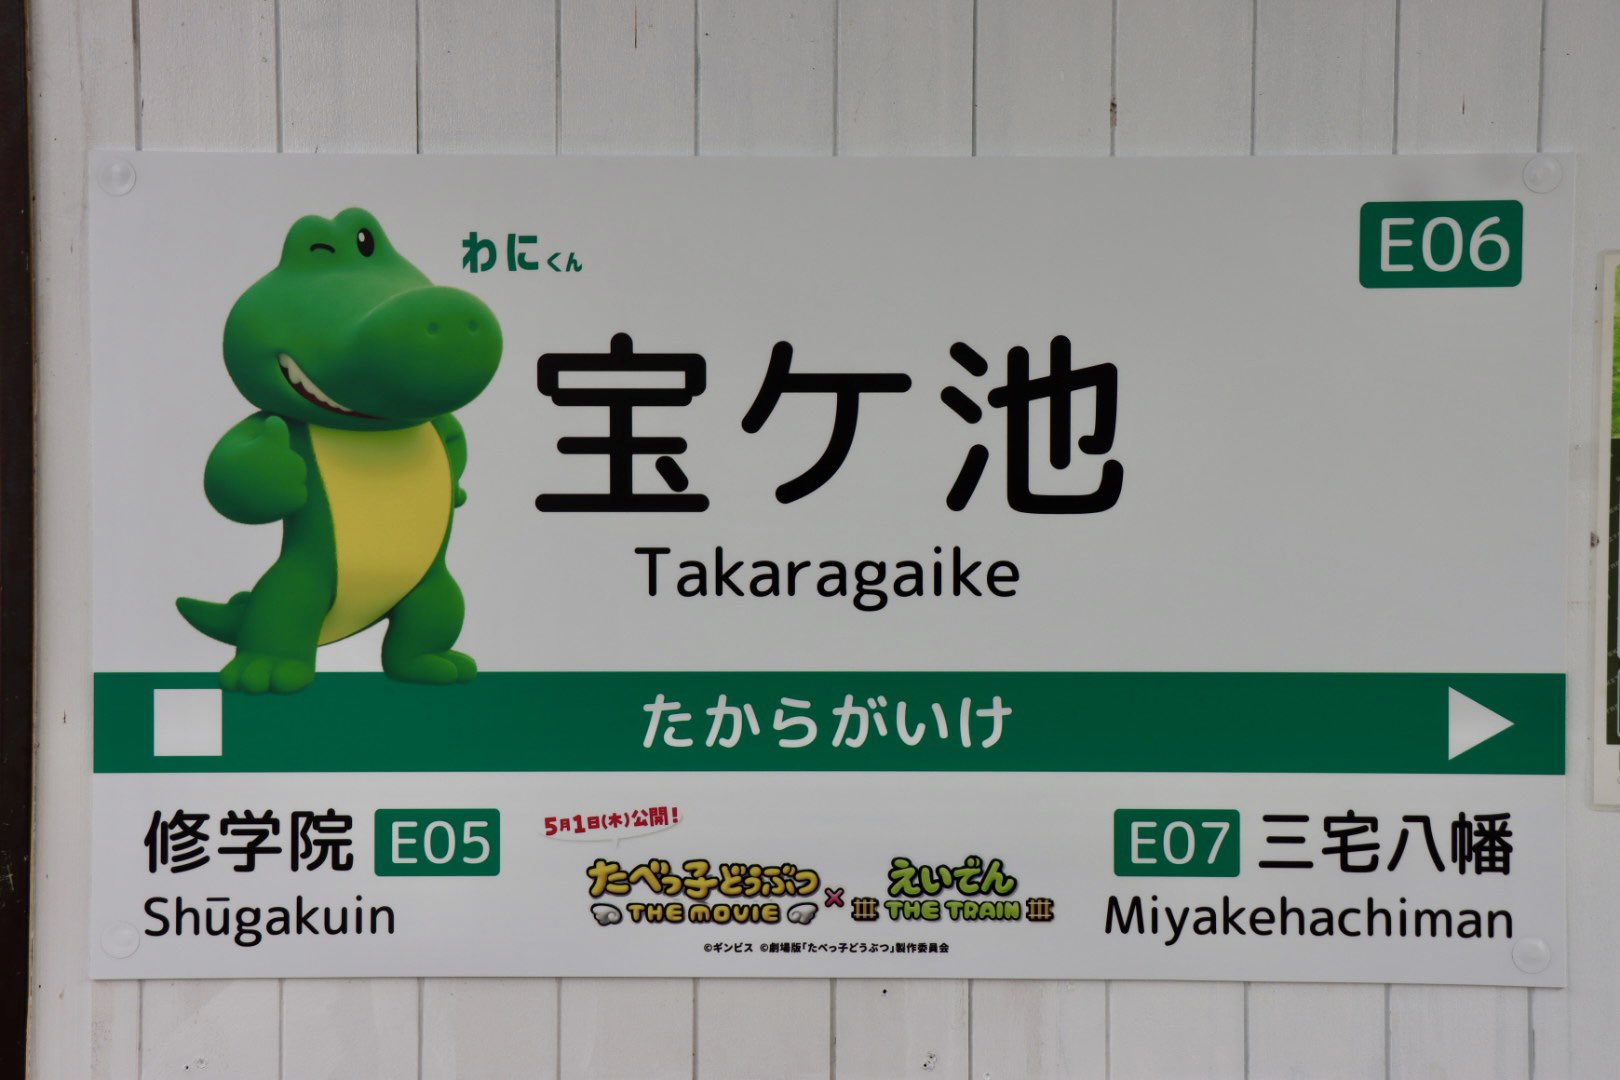 わにくん
E06
宝ケ池
Takaragaike
たからがいけ
修学院 E05
Shūgakuin
5月1日(木)公開!
たべっ子どうぶつ
THE MOVIE
×
えいでん
THE TRAIN
©ギンビス ©劇場版「たべっ子どうぶつ」製作委員会
E07 三宅八幡
Miyakehachiman